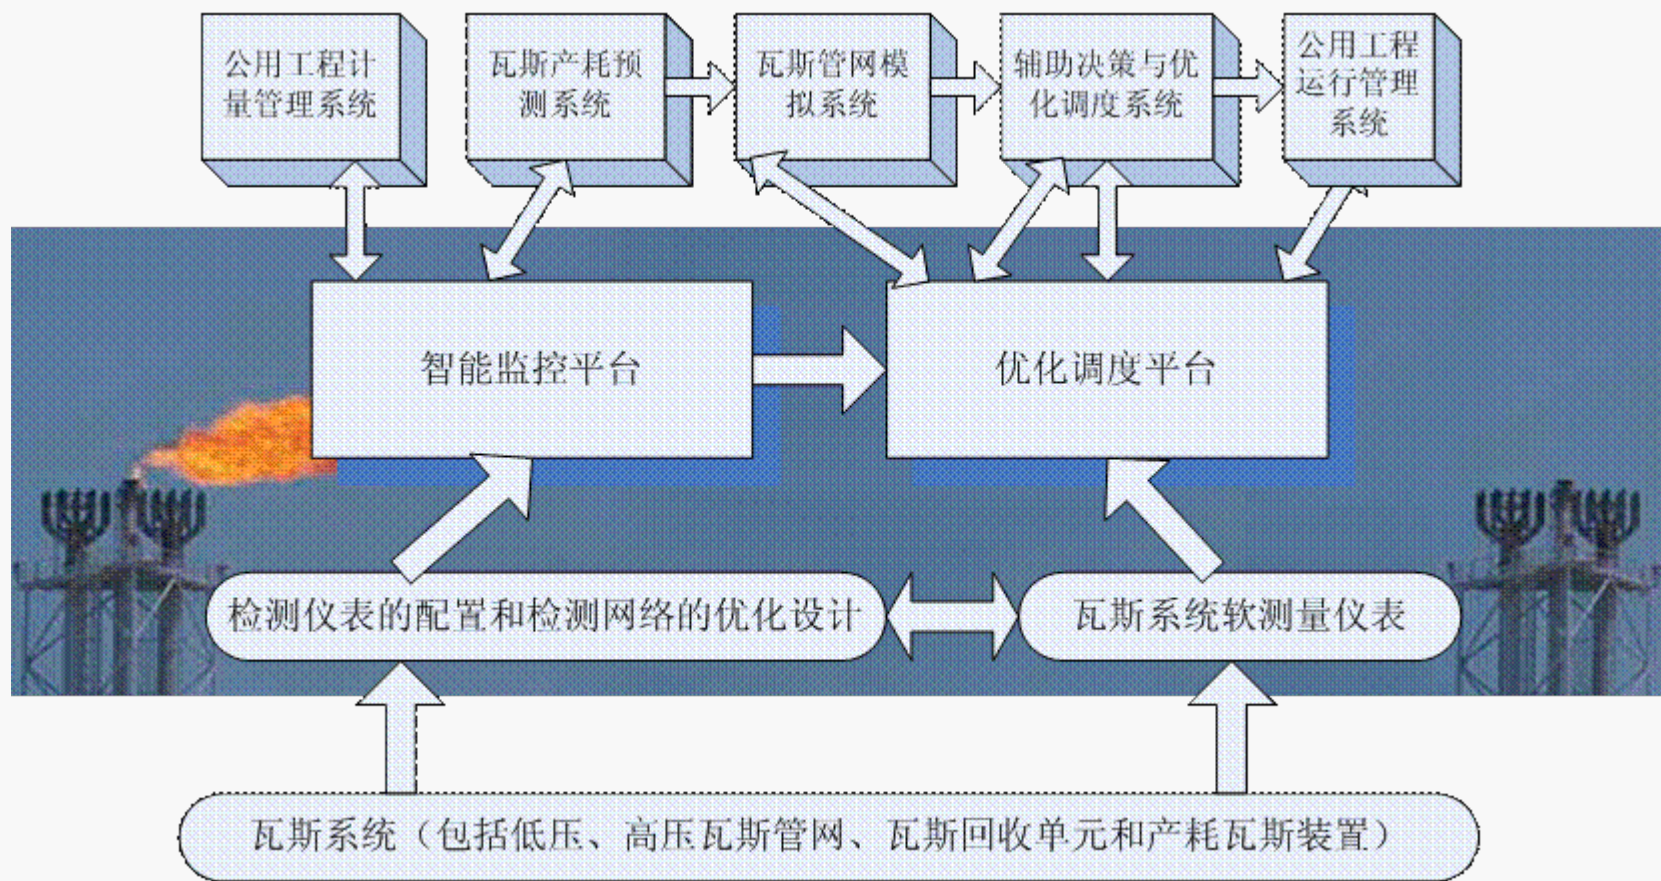 公用工程计
量管理系统
瓦斯产耗预
测系统
瓦斯管网模
拟系统
辅助决策与优
化调度系统
公用工程
运行管理
系统
智能监控平台
优化调度平台
检测仪表的配置和检测网络的优化设计
瓦斯系统软测量仪表
瓦斯系统（包括低压、高压瓦斯管网、瓦斯回收单元和产耗瓦斯装置）